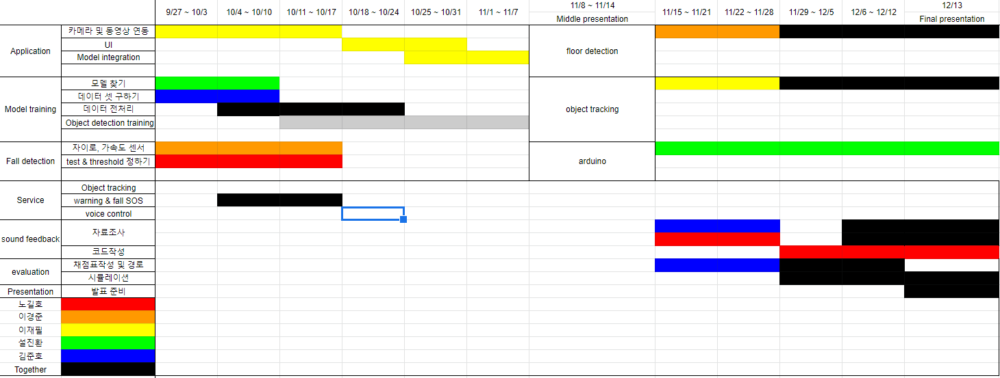 9/27 ~ 10/3 10/4 ~ 10/10 10/11 ~ 10/17 10/18 ~ 10/24 10/25 ~ 10/31 11/1 ~ 11/7 11/8 ~ 11/14 11/15 ~ 11/21 11/22 ~ 11/28 11/29 ~ 12/5 12/6 ~ 12/12 12/13
Middle presentation Final presentation
Application
카메라 및 동영상 연동
UI
Model integration
floor detection
Model training
모델 찾기
데이터 셋 구하기
데이터 전처리
Object detection training
object tracking
Fall detection
자이로, 가속도 센서
test & threshold 정하기
arduino
Service
Object tracking
warning & fall SOS
voice control
sound feedback
자료조사
코드작성
evaluation
채점표작성 및 경로
시뮬레이션
Presentation
발표 준비
노길호
이경준
이재필
설진환
김준호
Together